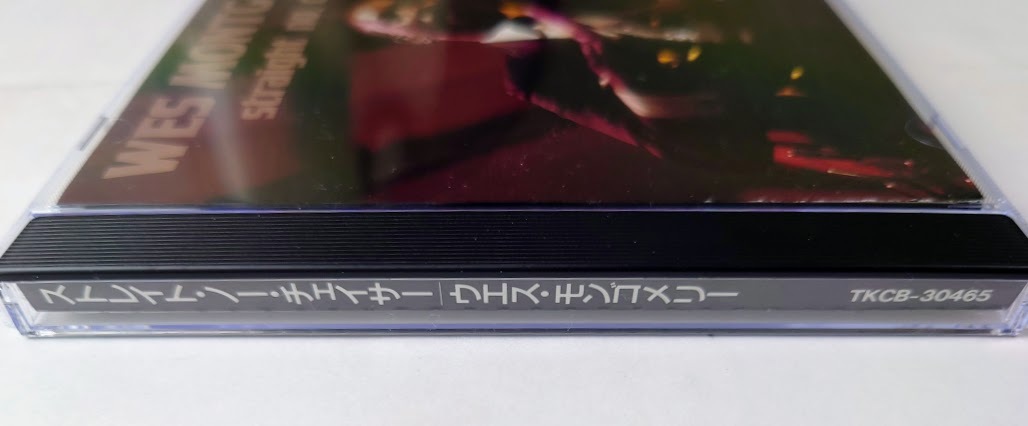 WES MONTG
Straight no
ストレイト・ノー・チェイサー│ウエス・モンゴメリー TKCB-30465